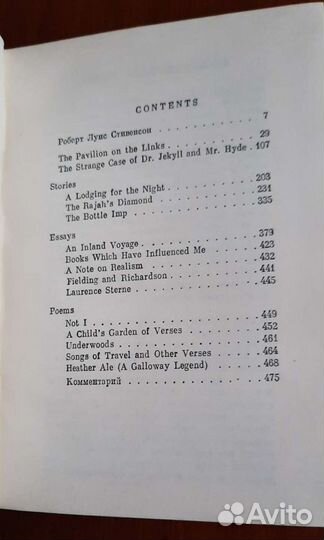 CONTENTS
Роберт Луис Стивенсон . . . . . . . . . . . . 7
The Pavilion on the Links . . . . . . . . . . . 29
The Strange Case of Dr. Jekyll and Mr. Hyde . 107
Stories
A Lodging for the Night . . . . . . . . . . . 203
The Rajah's Diamond . . . . . . . . . . . . 231
The Bottle Imp . . . . . . . . . . . . . . 335
Essays
An Inland Voyage . . . . . . . . . . . . . 379
Books Which Have Influenced Me . . . . . . 423
A Note on Realism . . . . . . . . . . . . 432
Fielding and Richardson . . . . . . . . . . 441
Laurence Sterne . . . . . . . . . . . . . 445
Poems
Not I . . . . . . . . . . . . . . . . . 449
A Child's Garden of Verses . . . . . . . . . 452
Underwoods . . . . . . . . . . . . . . . 461
Songs of Travel and Other Verses . . . . . . 464
Heather Ale (A Galloway Legend) . . . . . . 468
Комментарий . . . . . . . . . . . . . . 475
Avito